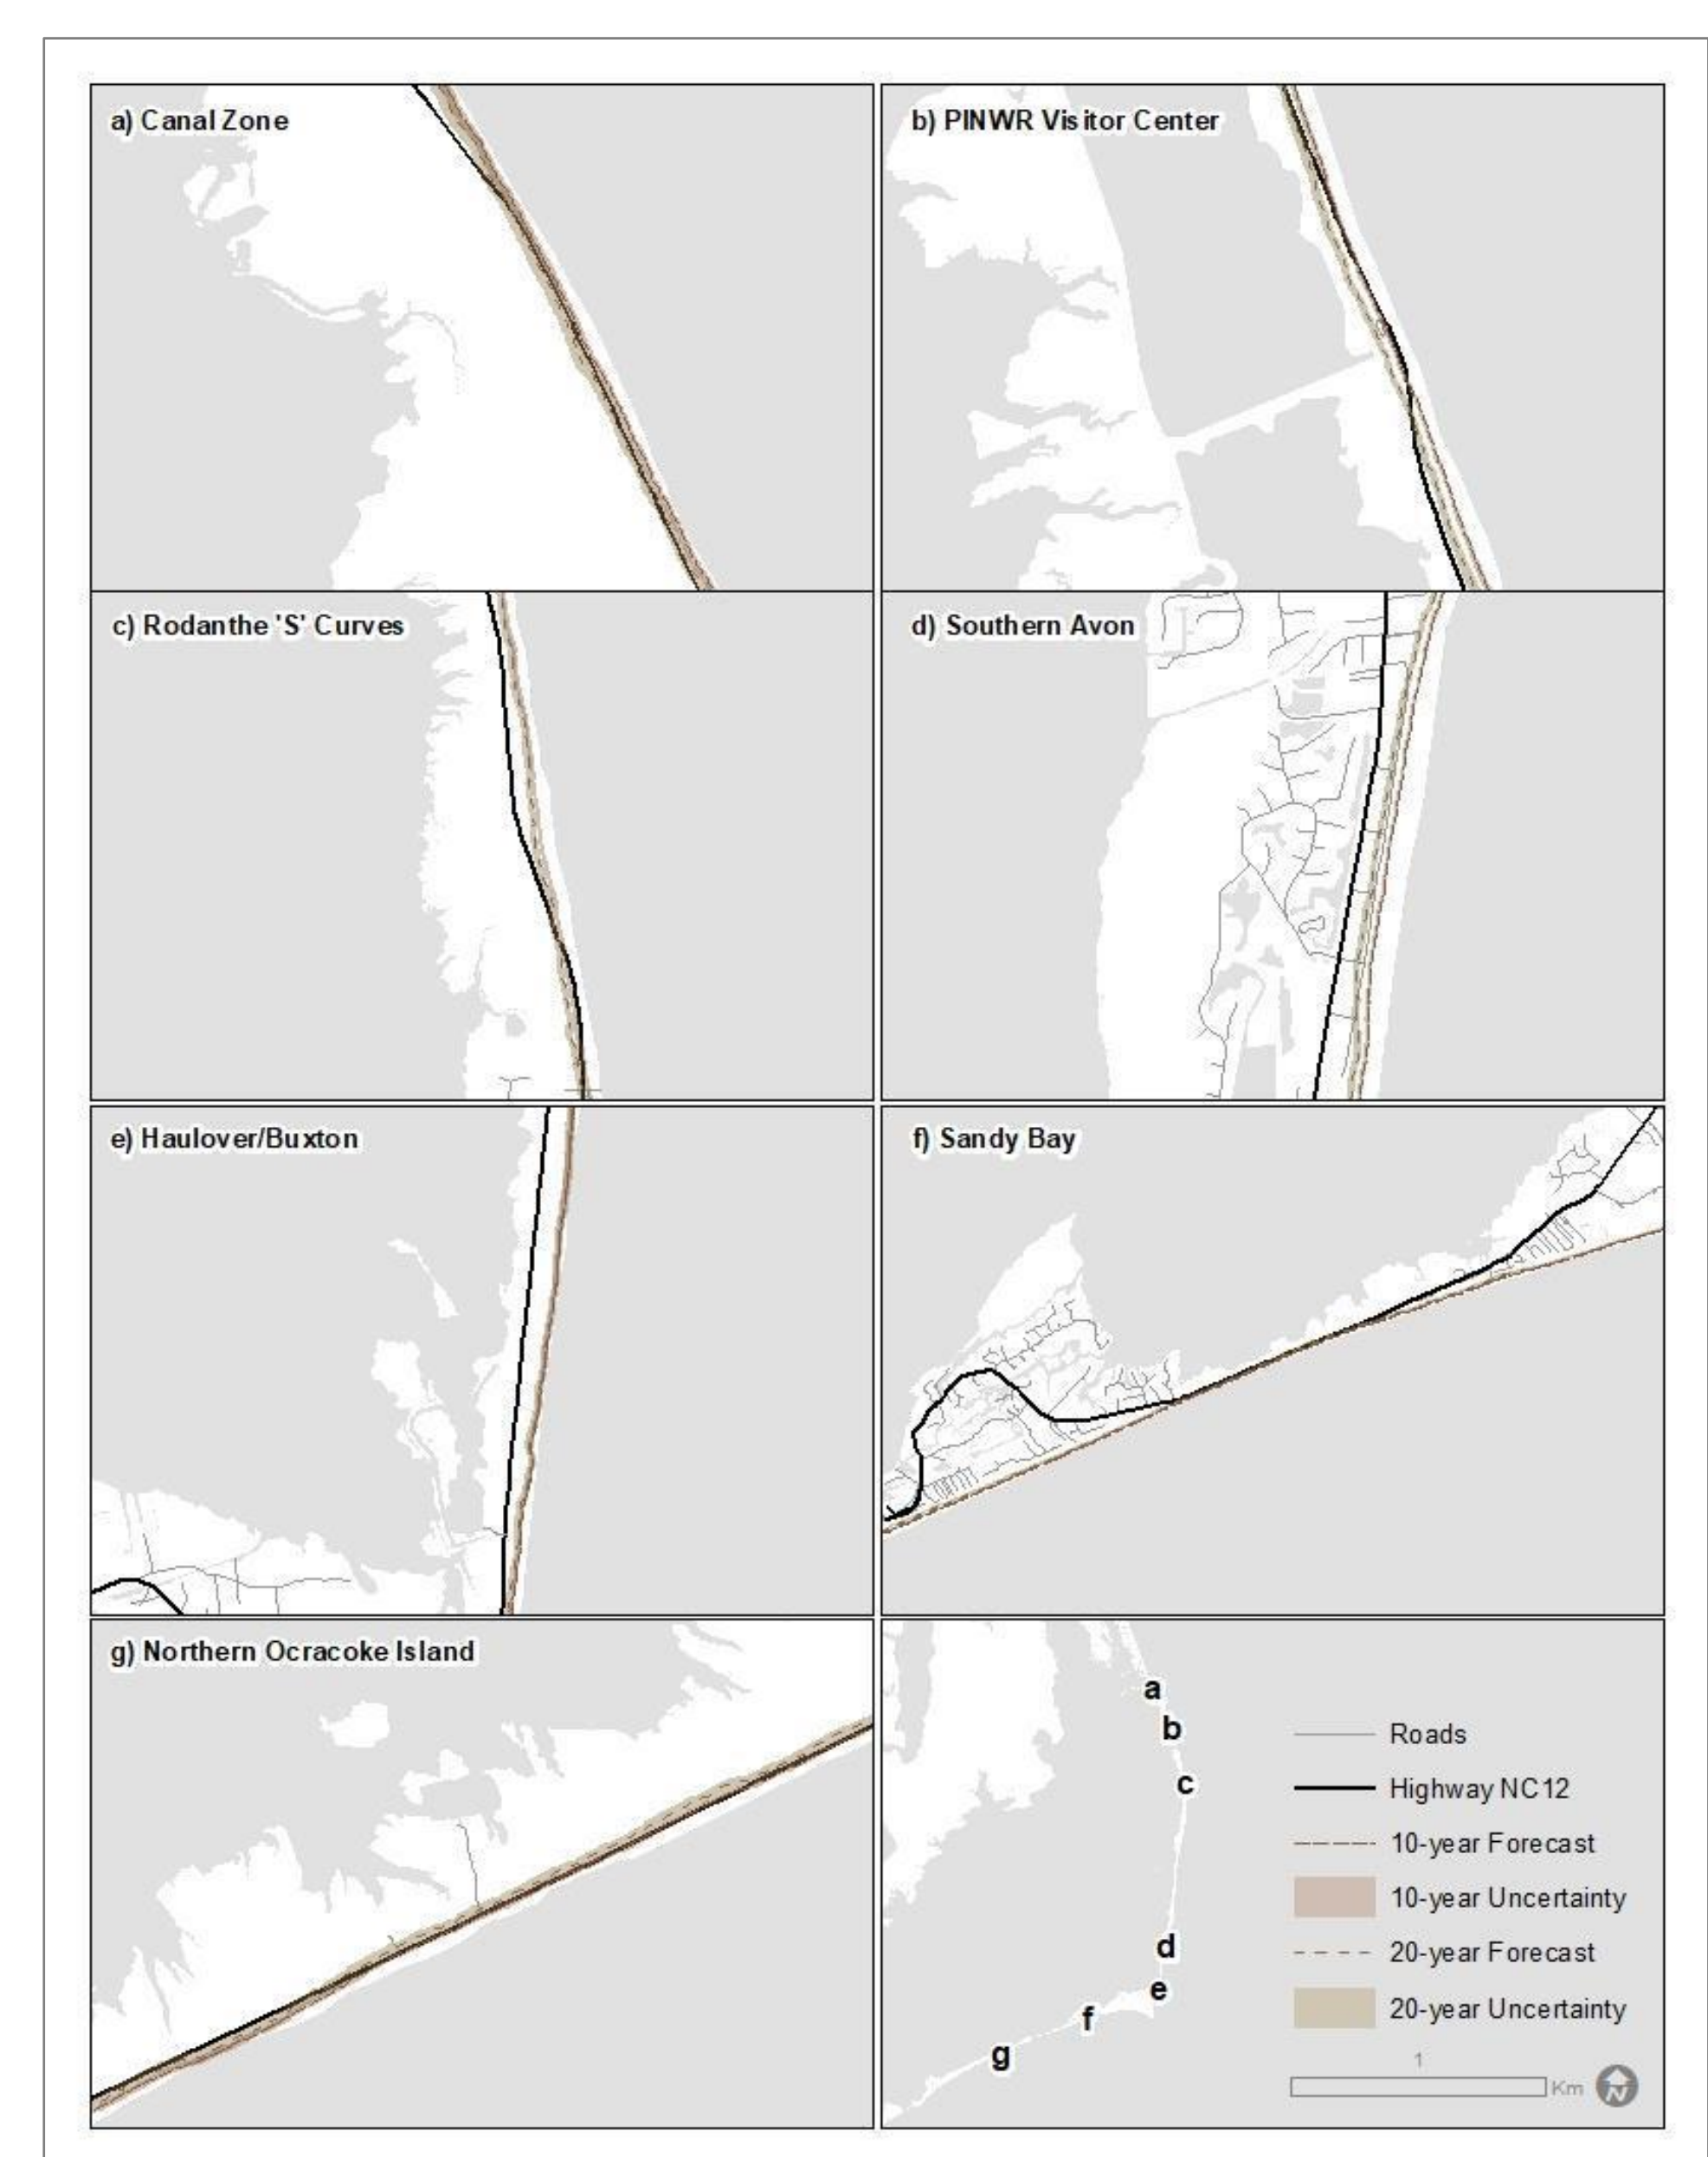 a) Canal Zone
b) PINWR Visitor Center
c) Rodanthe 'S' Curves
d) Southern Avon
e) Haulover/Buxton
f) Sandy Bay
g) Northern Ocracoke Island
a
b
c
d
e
f
g
Roads
Highway NC12
10-year Forecast
10-year Uncertainty
20-year Forecast
20-year Uncertainty
1
Km
N